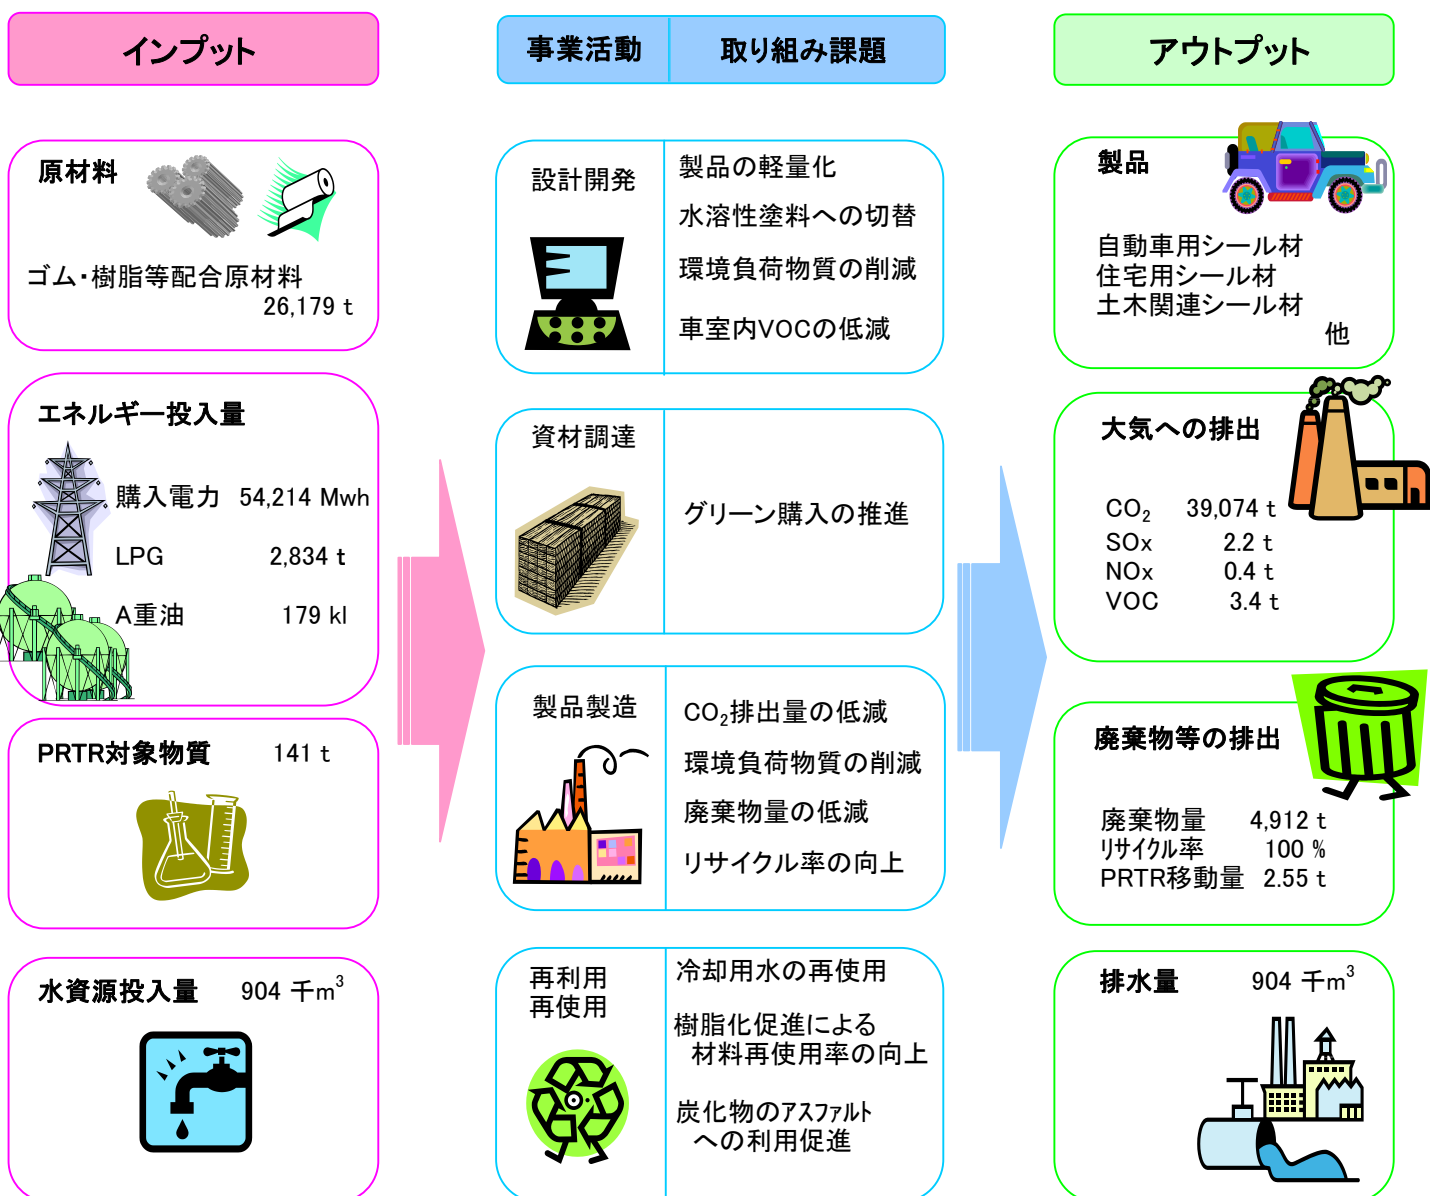 インプット
事業活動
取り組み課題
アウトプット
原材料
ゴム・樹脂等配合原材料
26,179 t
エネルギー投入量
購入電力 54,214 Mwh
LPG 2,834 t
A重油 179 kl
PRTR対象物質 141 t
水資源投入量 904 千m³
設計開発
製品の軽量化
水溶性塗料への切替
環境負荷物質の削減
車室内VOCの低減
資材調達
グリーン購入の推進
製品製造
CO₂排出量の低減
環境負荷物質の削減
廃棄物量の低減
リサイクル率の向上
再利用
再使用
冷却用水の再使用
樹脂化促進による
材料再使用率の向上
炭化物のアスファルト
への利用促進
製品
自動車用シール材
住宅用シール材
土木関連シール材
他
大気への排出
CO₂ 39,074 t
SOx 2.2 t
NOx 0.4 t
VOC 3.4 t
廃棄物等の排出
廃棄物量 4,912 t
リサイクル率 100 %
PRTR移動量 2.55 t
排水量 904 千m³